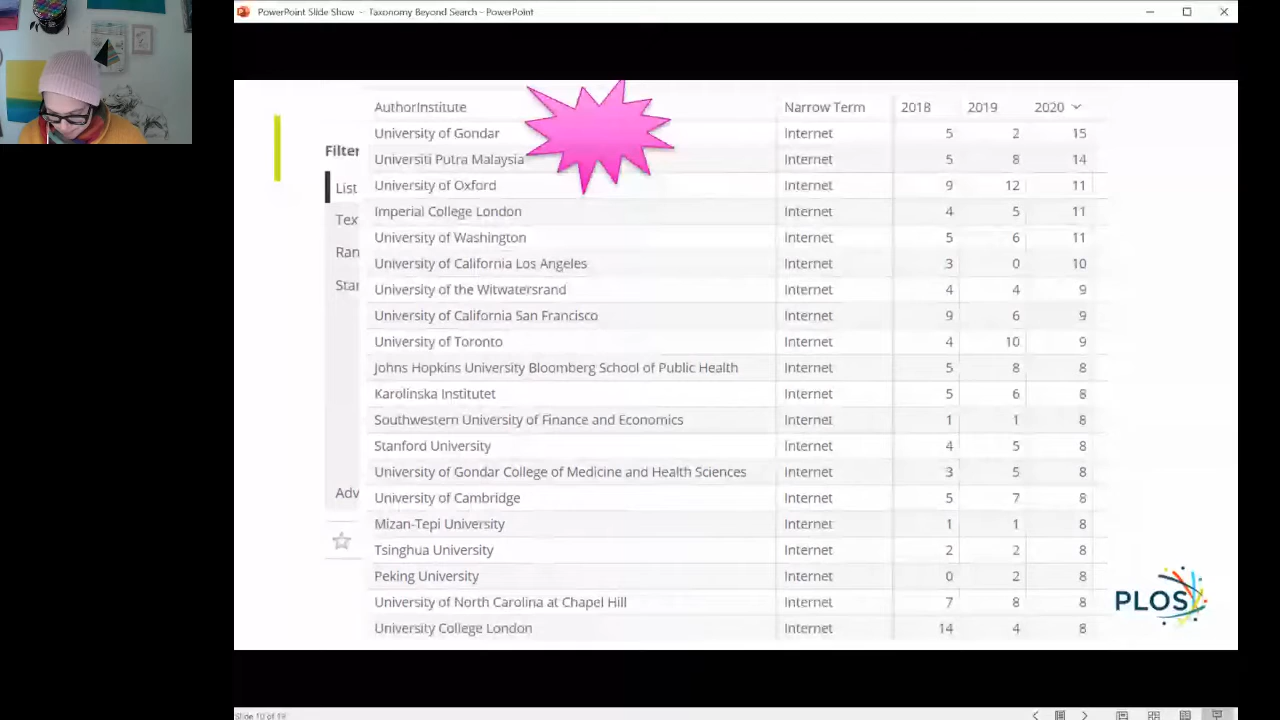 PowerPoint Slide Show - Taxonomy Beyond Search - PowerPoint
AuthorInstitute Narrow Term 2018 2019 2020
University of Gondar Internet 5 2 15
Filter
Universiti Putra Malaysia Internet 5 8 14
List
University of Oxford Internet 9 12 11
Imperial College London Internet 4 5 11
Tex
University of Washington Internet 5 6 11
Ran
University of California Los Angeles Internet 3 0 10
Star
University of the Witwatersrand Internet 4 4 9
University of California San Francisco Internet 9 6 9
University of Toronto Internet 4 10 9
Johns Hopkins University Bloomberg School of Public Health Internet 5 8 8
Karolinska Institutet Internet 5 6 8
Southwestern University of Finance and Economics Internet 1 1 8
Stanford University Internet 4 5 8
University of Gondar College of Medicine and Health Sciences Internet 3 5 8
Adv
University of Cambridge Internet 5 7 8
Mizan-Tepi University Internet 1 1 8
Tsinghua University Internet 2 2 8
Peking University Internet 0 2 8
University of North Carolina at Chapel Hill Internet 7 8 8
University College London Internet 14 4 8
PLOS
Slide 10 of 19